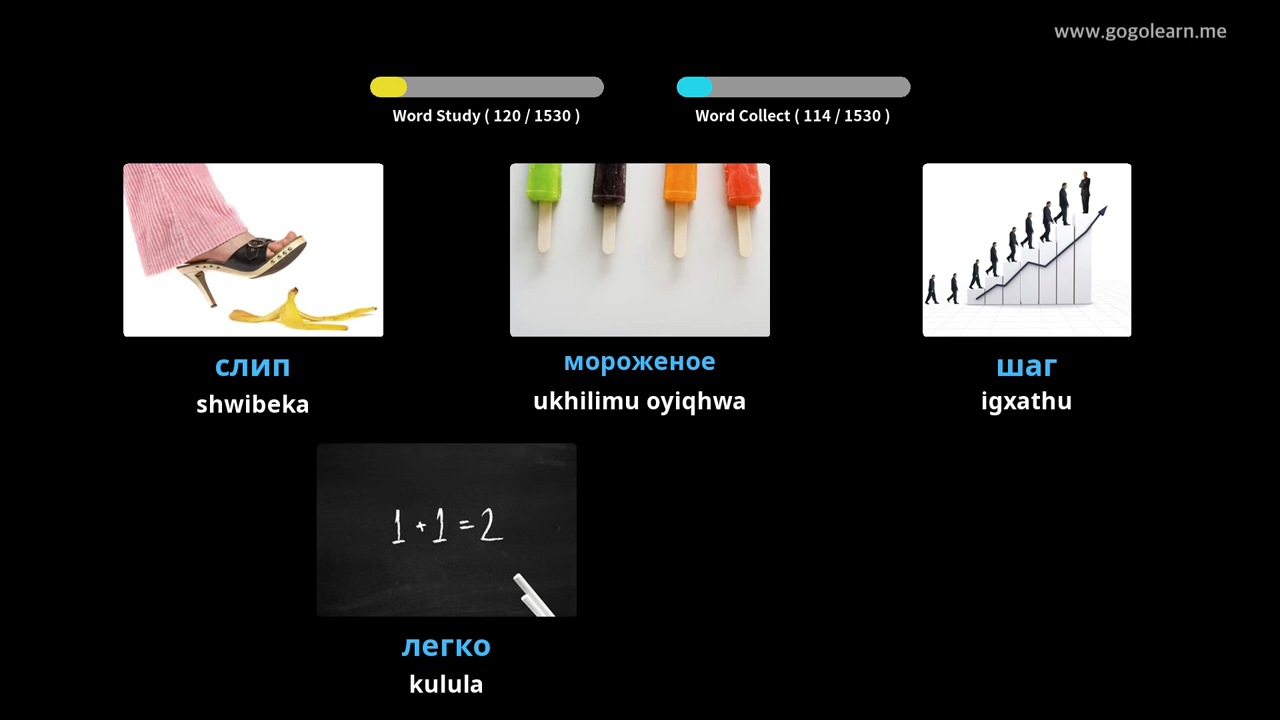 www.gogolearn.me
Word Study ( 120 / 1530 )
Word Collect ( 114 / 1530 )
слип
shwibeka
мороженое
ukhilimu oyiqhwa
шаг
igxathu
1 + 1 = 2
легко
kulula